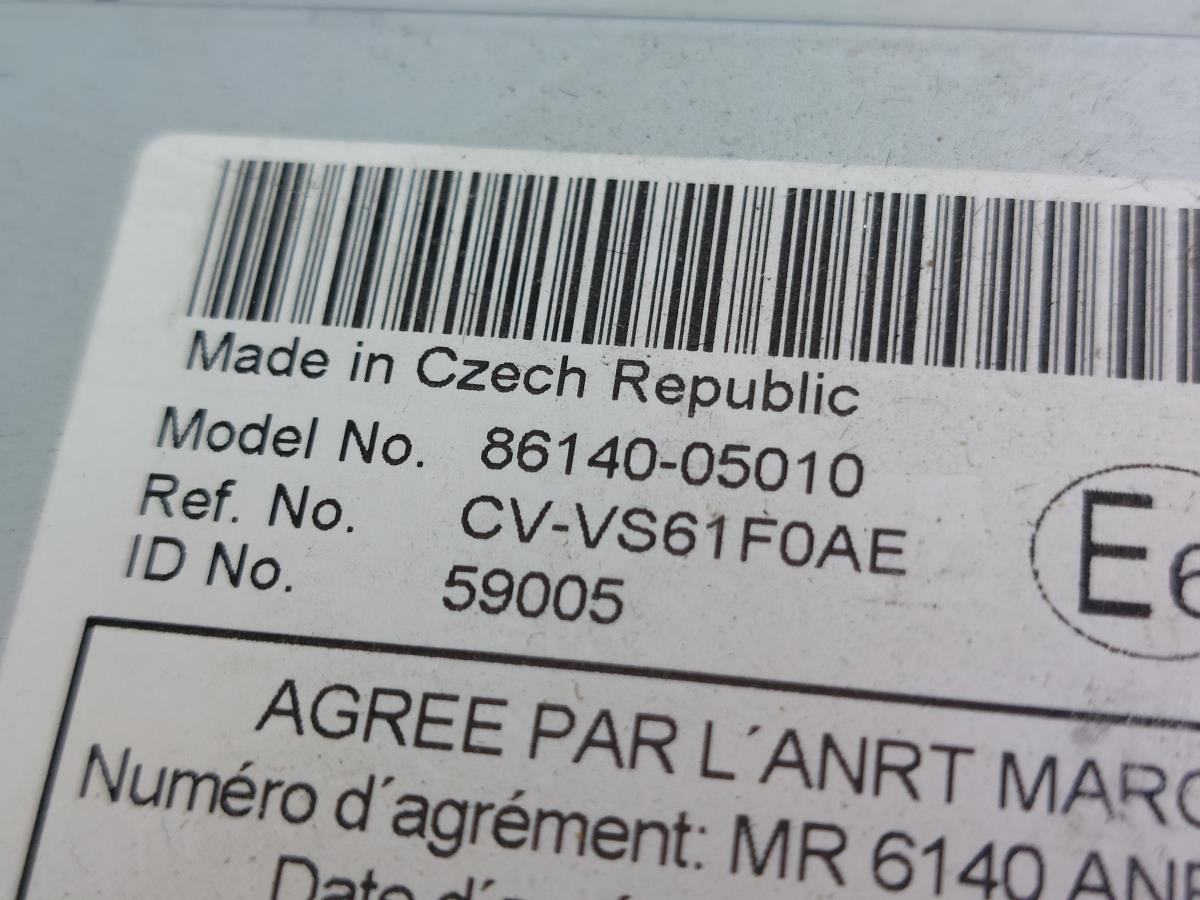 Made in Czech Republic
Model No. 86140-05010
Ref. No. CV-VS61F0AE
ID No. 59005
E6
AGREE PAR L´ANRT
Numéro d´agrément: MR 6140